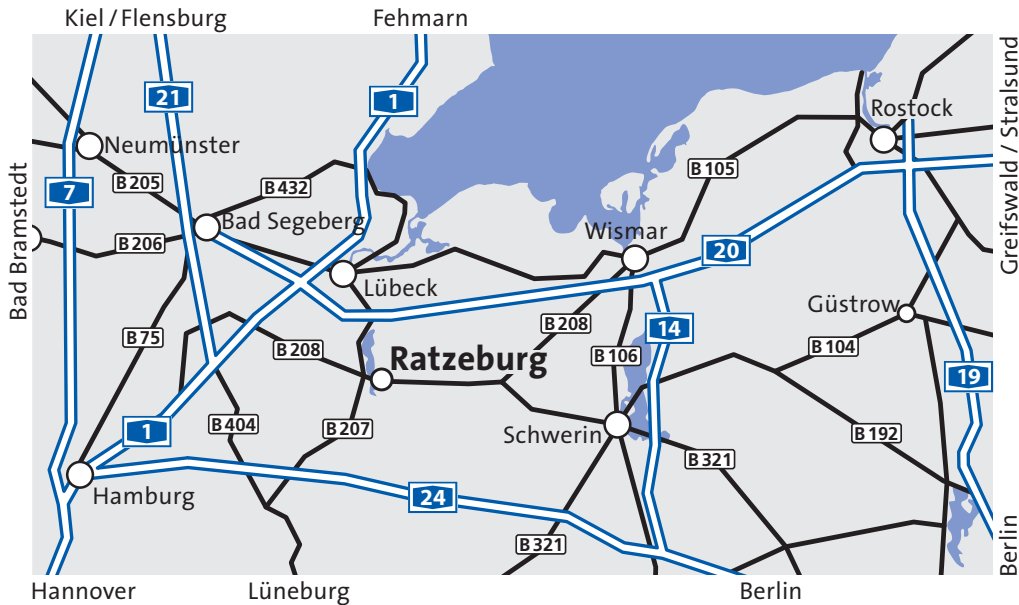 Kiel / Flensburg
Fehmarn
21
1
Rostock
Neumünster
B 205
B 432
B 105
7
Bad Segeberg
B 206
Wismar
20
Greifswald / Stralsund
Bad Bramstedt
Lübeck
Güstrow
B 75
B 208
Ratzeburg
B 208
B 106
14
B 104
19
1
B 404
B 207
Schwerin
B 192
B 321
Hamburg
24
B 321
Berlin
Hannover
Lüneburg
Berlin